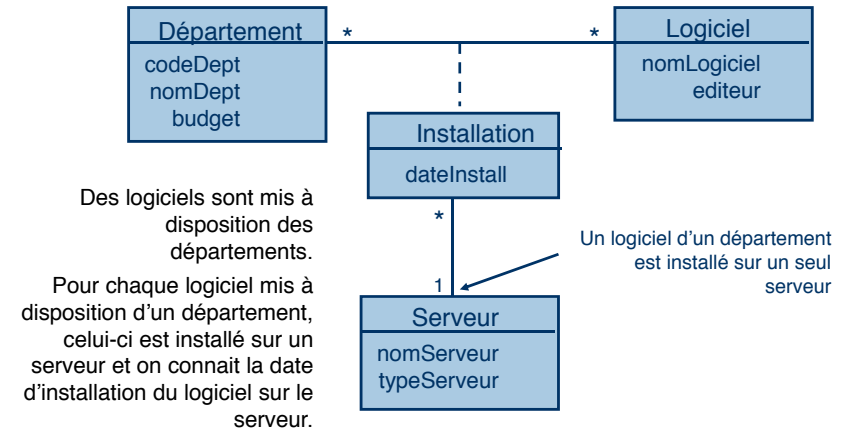 Département
codeDept
nomDept
budget
*
*
Logiciel
nomLogiciel
editeur
Installation
dateInstall
*
1
Serveur
nomServeur
typeServeur
Des logiciels sont mis à
disposition des
départements.
Pour chaque logiciel mis à
disposition d'un département,
celui-ci est installé sur un
serveur et on connait la date
d'installation du logiciel sur le
serveur.
Un logiciel d'un département
est installé sur un seul
serveur